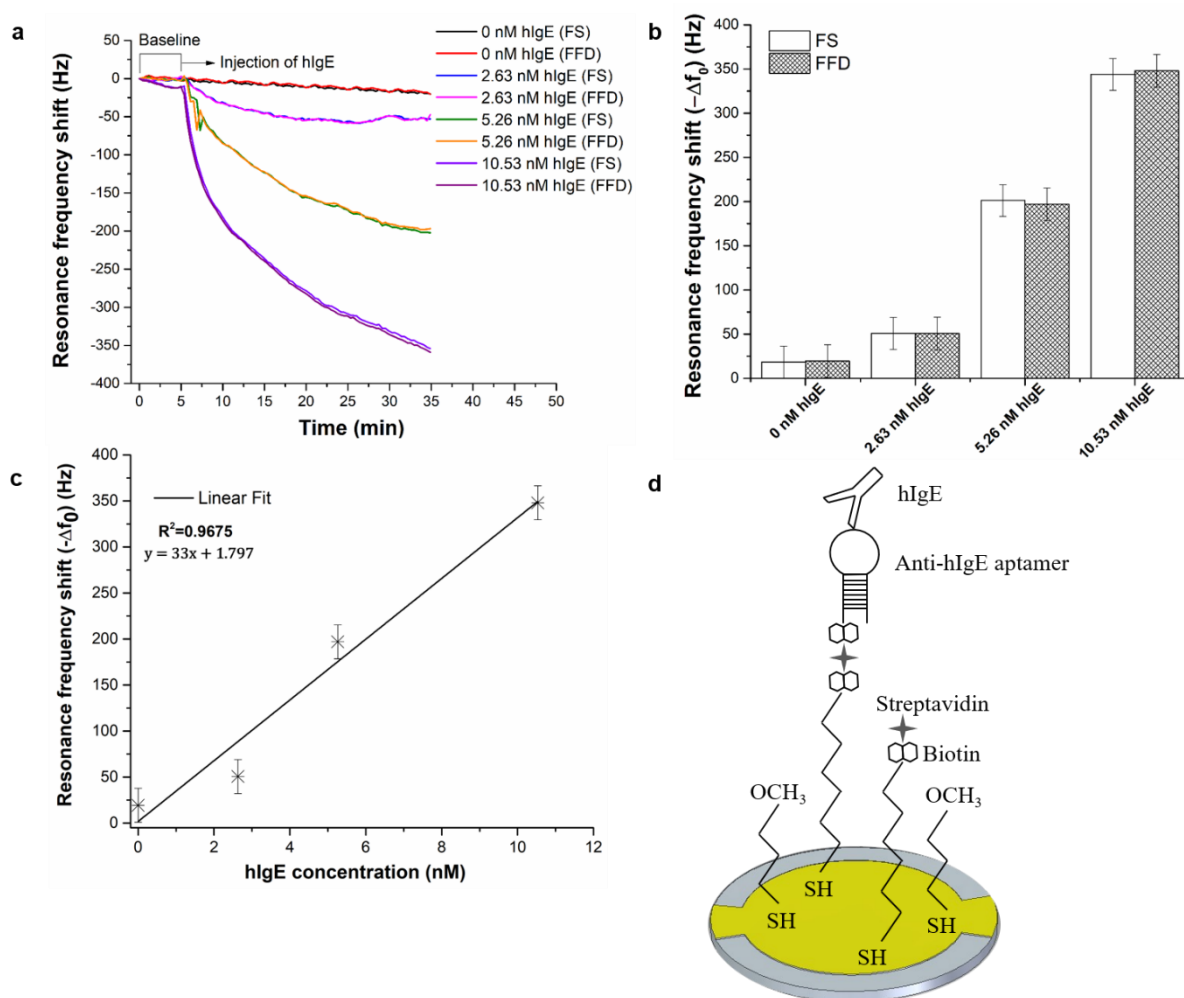 a
Baseline
Injection of hIgE
0 nM hIgE (FS)
0 nM hIgE (FFD)
2.63 nM hIgE (FS)
2.63 nM hIgE (FFD)
5.26 nM hIgE (FS)
5.26 nM hIgE (FFD)
10.53 nM hIgE (FS)
10.53 nM hIgE (FFD)
Resonance frequency shift (Hz)
0
-50
-100
-150
-200
-250
-300
-350
-400
0 5 10 15 20 25 30 35 40 45 50
Time (min)
b
FS
FFD
Resonance frequency shift (−Δf₀) (Hz)
400
350
300
250
200
150
100
50
0
0 nM hIgE
2.63 nM hIgE
5.26 nM hIgE
10.53 nM hIgE
c
Linear Fit
R²=0.9675
y = 33x + 1.797
Resonance frequency shift (-Δf0) (Hz)
400
350
300
250
200
150
100
50
0
0 2 4 6 8 10 12
hIgE concentration (nM)
d
hIgE
Anti-hIgE aptamer
Streptavidin
Biotin
OCH₃
OCH₃
SH
SH
SH
SH